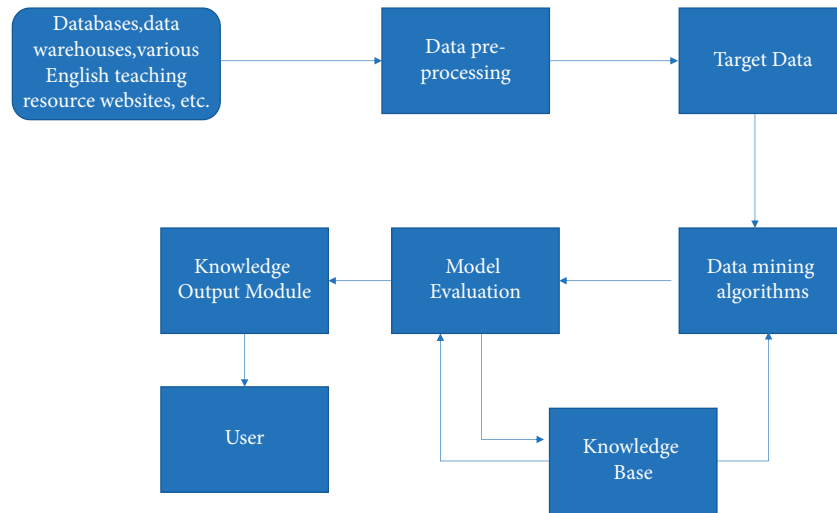 Databases,data
warehouses,various
English teaching
resource websites, etc.
Data pre-
processing
Target Data
Knowledge
Output Module
Model
Evaluation
Data mining
algorithms
User
Knowledge
Base